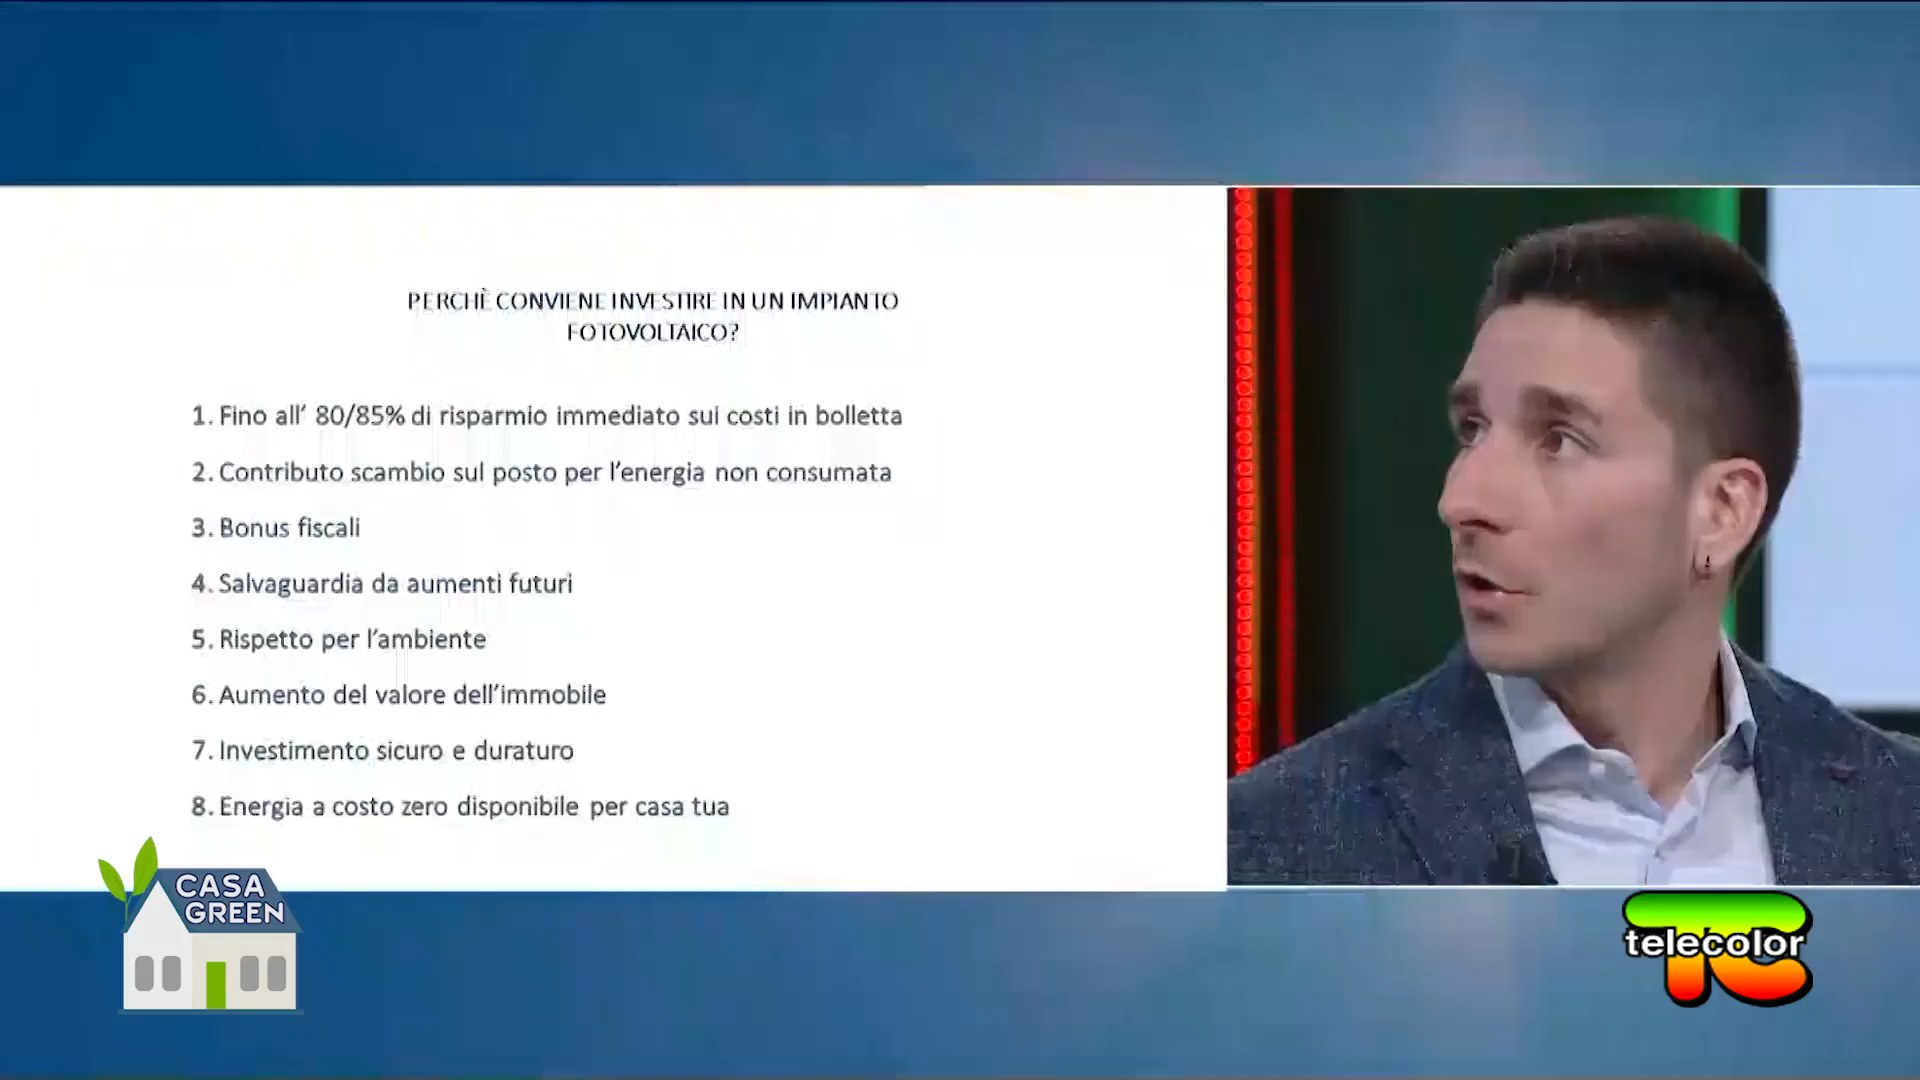 PERCHÈ CONVIENE INVESTIRE IN UN IMPIANTO
FOTOVOLTAICO?
1. Fino all' 80/85% di risparmio immediato sui costi in bolletta
2. Contributo scambio sul posto per l'energia non consumata
3. Bonus fiscali
4. Salvaguardia da aumenti futuri
5. Rispetto per l'ambiente
6. Aumento del valore dell'immobile
7. Investimento sicuro e duraturo
8. Energia a costo zero disponibile per casa tua
CASA
GREEN
telecolor